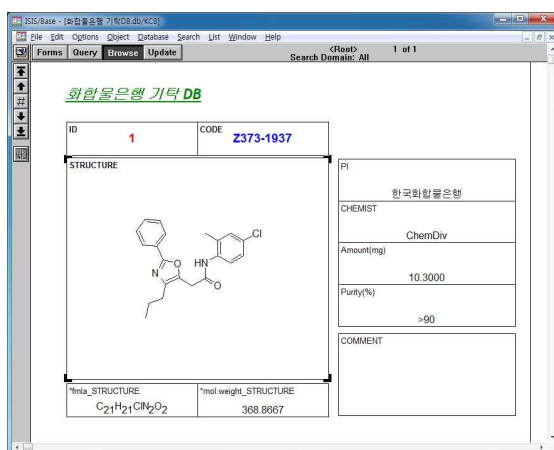 ISIS/Base - [화합물은행 기탁DB.db/KCB]
File Edit Options Object Database Search List Window Help
Forms Query Browse Update
<Root> 1 of 1
Search Domain: All
화합물은행 기탁 DB
ID
1
CODE
Z373-1937
STRUCTURE
Cl
O
N
HN
O
PI
한국화합물은행
CHEMIST
ChemDiv
Amount(mg)
10.3000
Purity(%)
>90
COMMENT
*fmla_STRUCTURE
C21H21ClN2O2
*mol.weight_STRUCTURE
368.8667